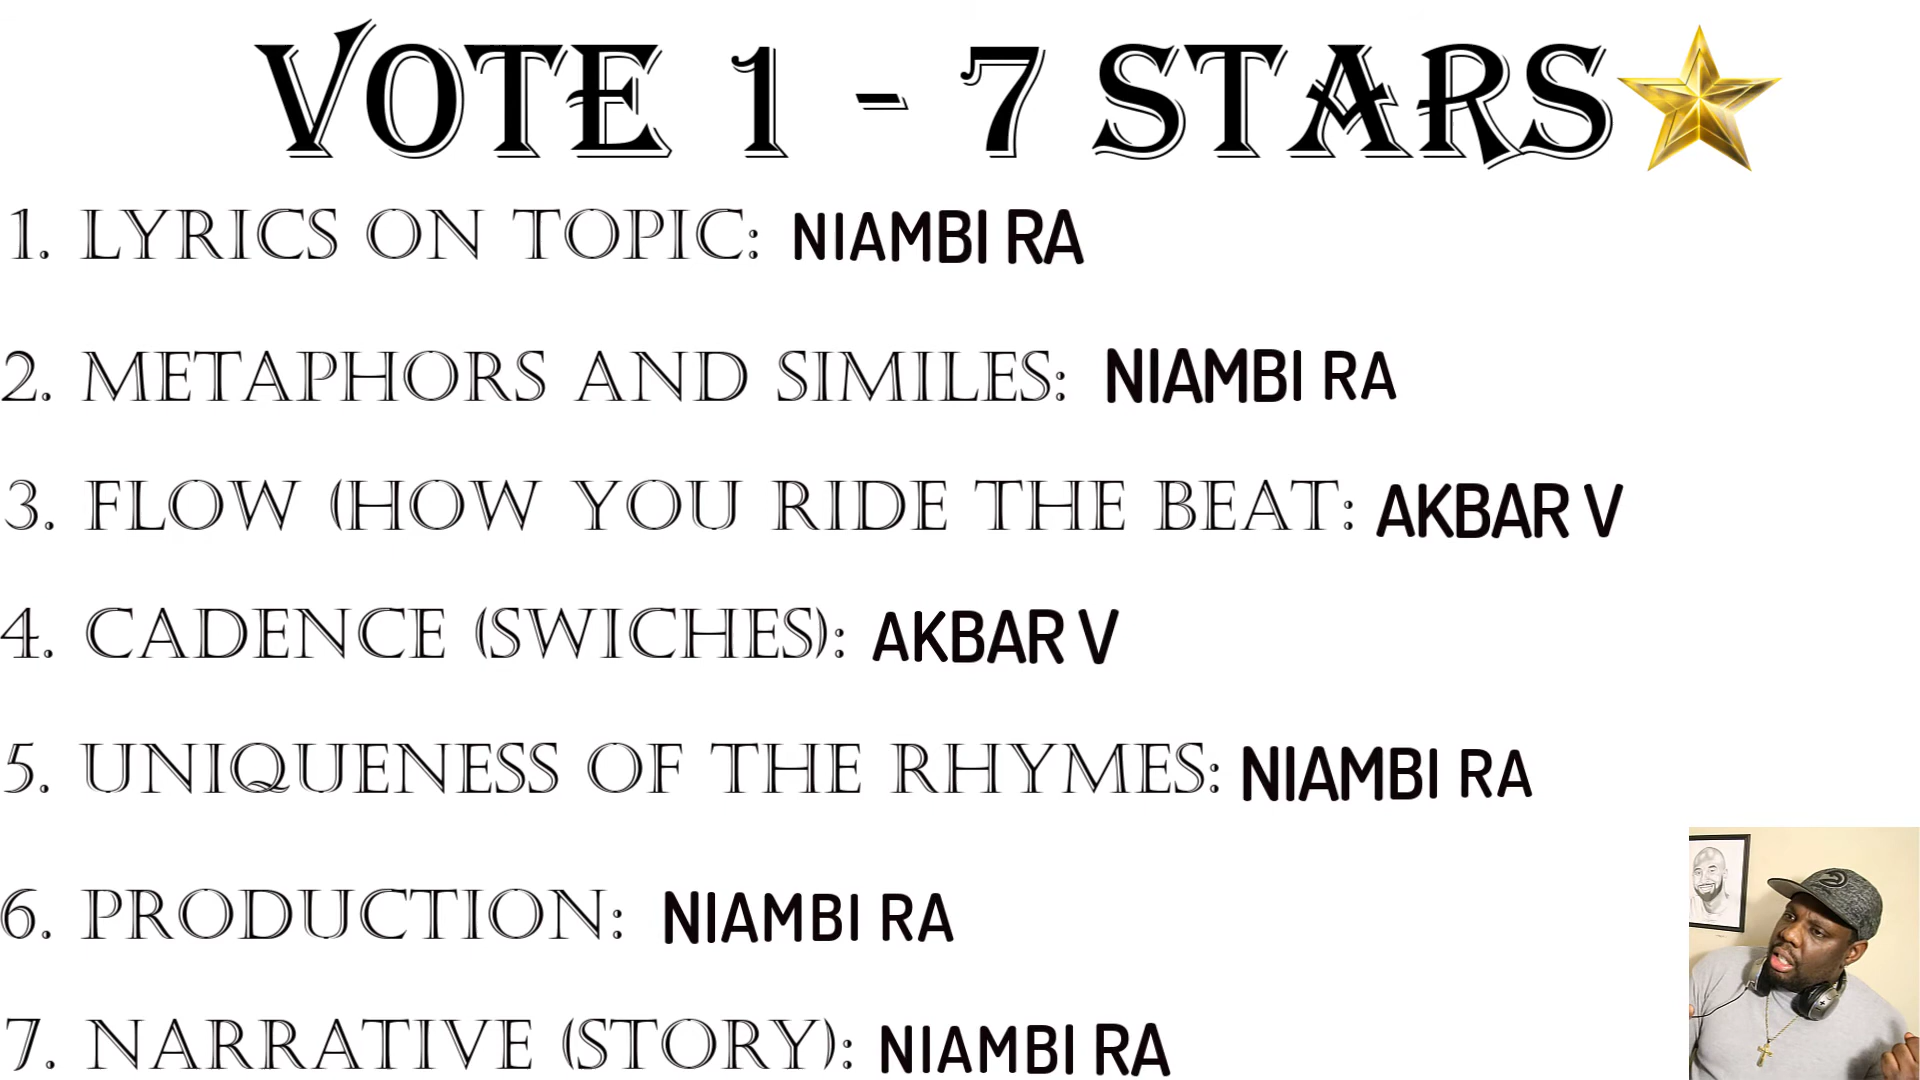 VOTE 1 - 7 STARS
1. LYRICS ON TOPIC: NIAMBI RA
2. METAPHORS AND SIMILES: NIAMBI RA
3. FLOW (HOW YOU RIDE THE BEAT: AKBAR V
4. CADENCE (SWICHES): AKBAR V
5. UNIQUENESS OF THE RHYMES: NIAMBI RA
6. PRODUCTION: NIAMBI RA
7. NARRATIVE (STORY): NIAMBI RA